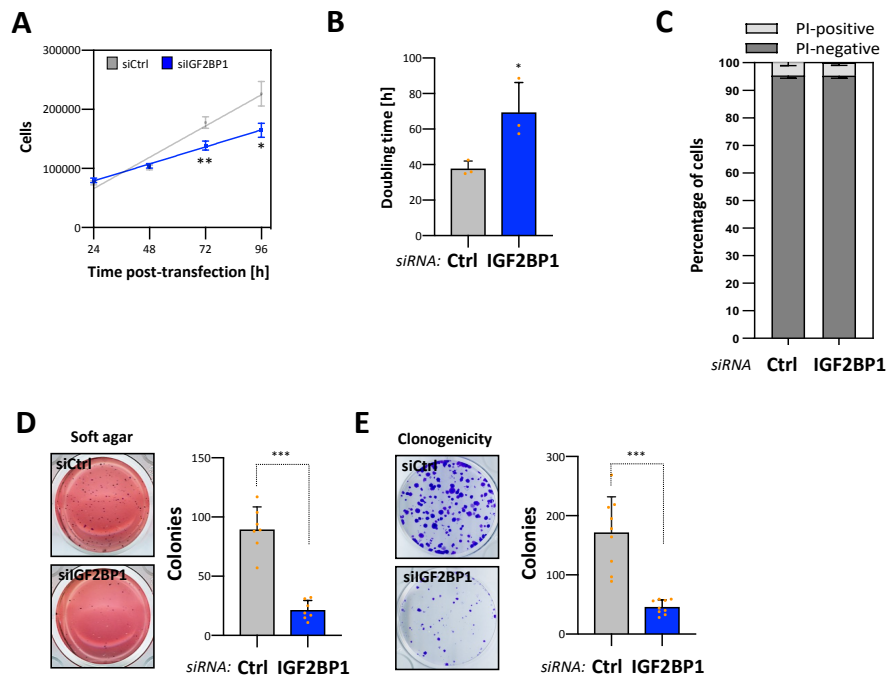 A
300000
200000
100000
0
Cells
siCtrl
siIGF2BP1
**
*
24
48
72
96
Time post-transfection [h]
B
100
80
60
40
20
0
Doubling time [h]
*
siRNA: Ctrl IGF2BP1
C
PI-positive
PI-negative
100
90
80
70
60
50
40
30
20
10
0
Percentage of cells
siRNA Ctrl IGF2BP1
D
Soft agar
siCtrl
siIGF2BP1
150
100
50
0
Colonies
***
siRNA: Ctrl IGF2BP1
E
Clonogenicity
siCtrl
siIGF2BP1
300
200
100
0
Colonies
***
siRNA: Ctrl IGF2BP1